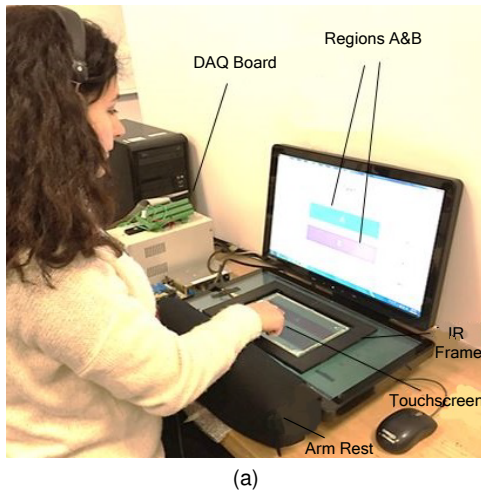 Regions A&B
DAQ Board
IR
Frame
Touchscreen
Arm Rest
(a)